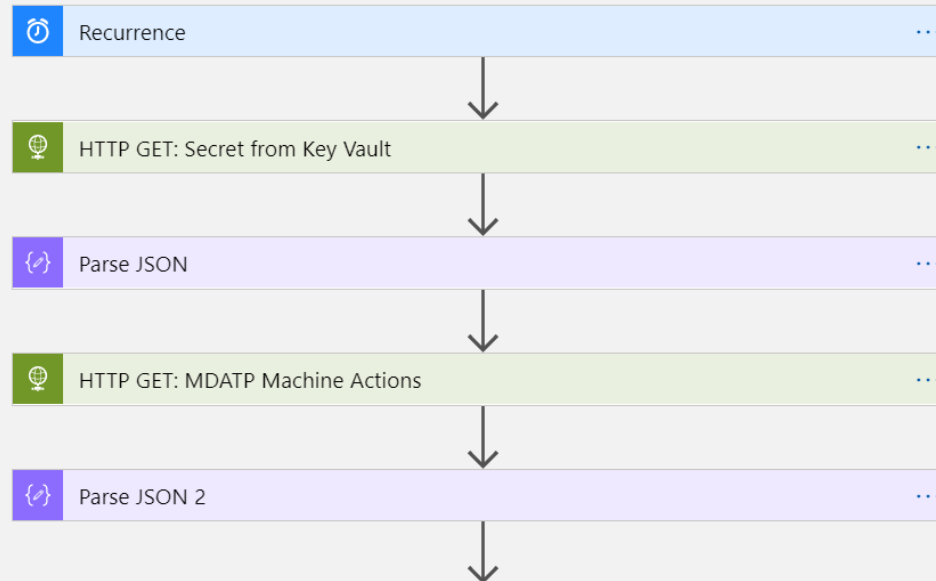 Recurrence
HTTP GET: Secret from Key Vault
Parse JSON
HTTP GET: MDATP Machine Actions
Parse JSON 2